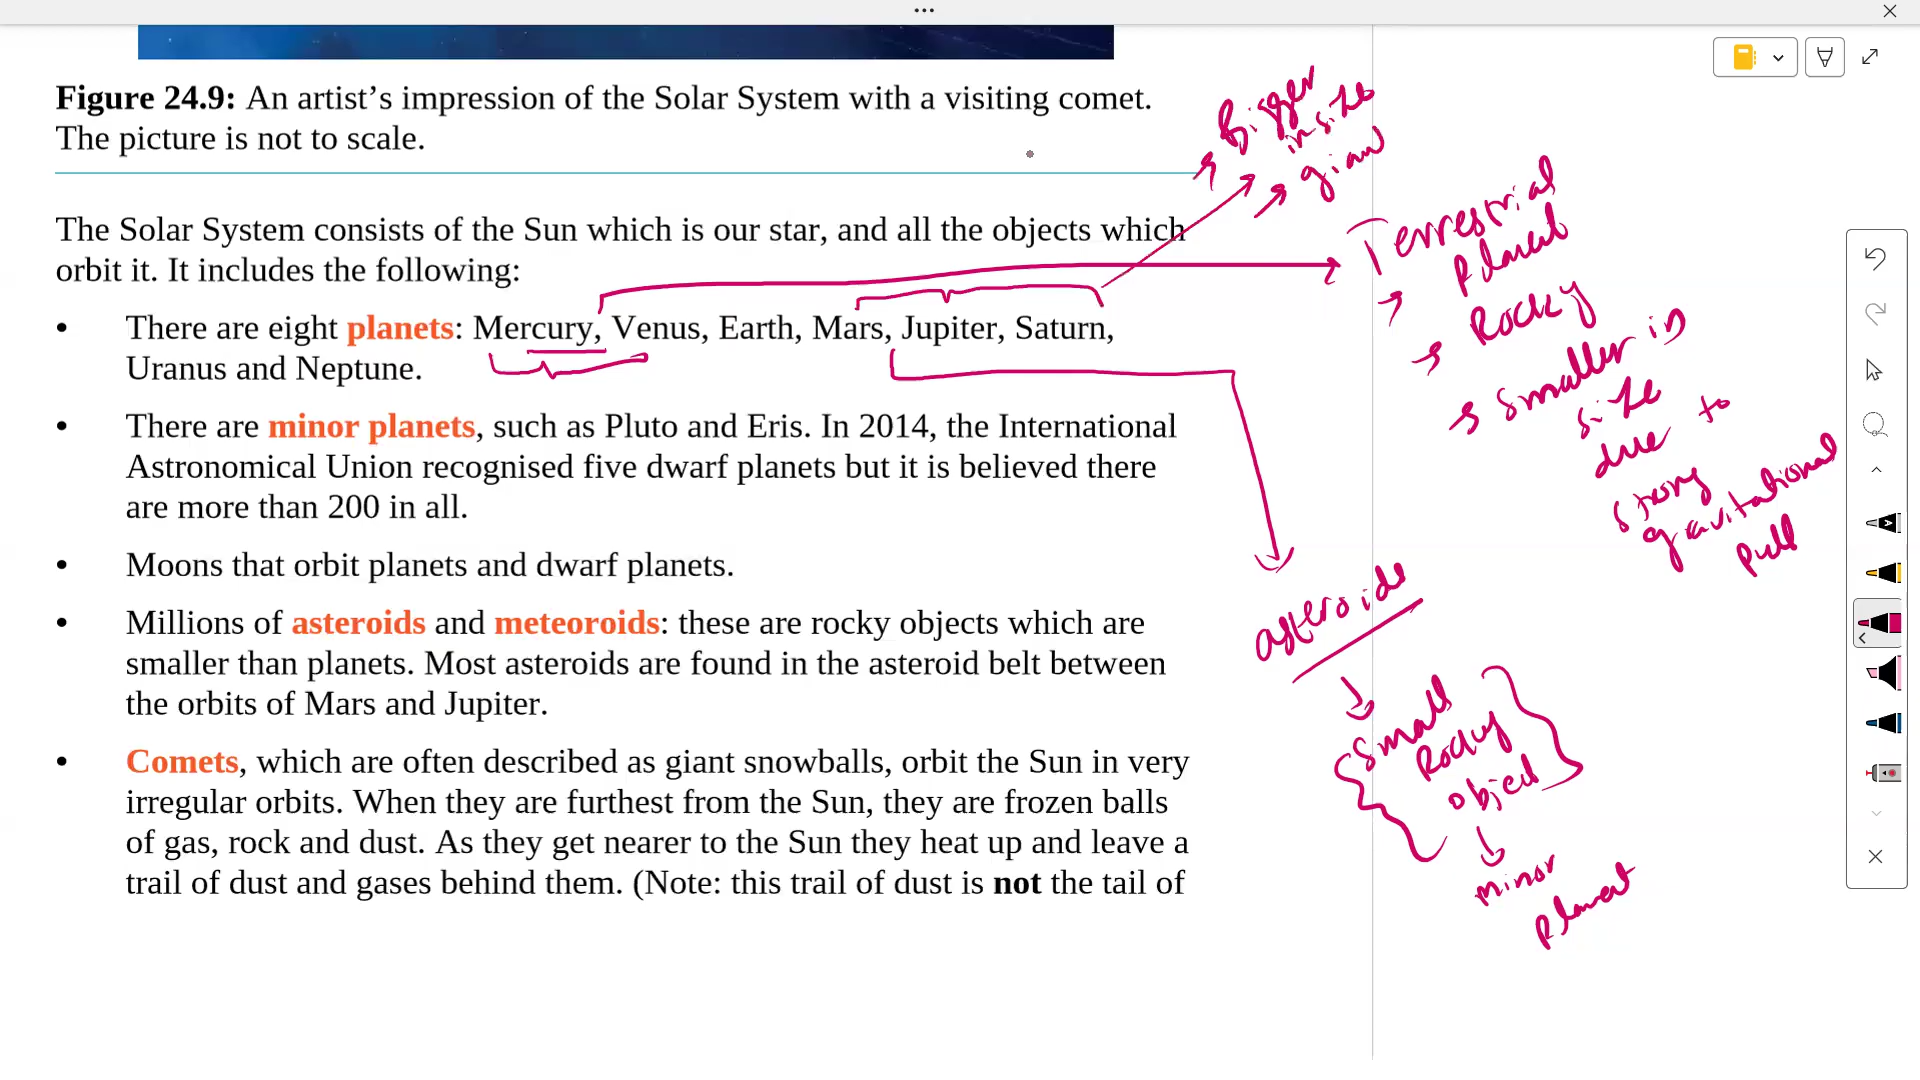 Figure 24.9: An artist's impression of the Solar System with a visiting comet.
The picture is not to scale.
The Solar System consists of the Sun which is our star, and all the objects which
orbit it. It includes the following:
• There are eight planets: Mercury, Venus, Earth, Mars, Jupiter, Saturn,
Uranus and Neptune.
• There are minor planets, such as Pluto and Eris. In 2014, the International
Astronomical Union recognised five dwarf planets but it is believed there
are more than 200 in all.
• Moons that orbit planets and dwarf planets.
• Millions of asteroids and meteoroids: these are rocky objects which are
smaller than planets. Most asteroids are found in the asteroid belt between
the orbits of Mars and Jupiter.
• Comets, which are often described as giant snowballs, orbit the Sun in very
irregular orbits. When they are furthest from the Sun, they are frozen balls
of gas, rock and dust. As they get nearer to the Sun they heat up and leave a
trail of dust and gases behind them. (Note: this trail of dust is not the tail of
Bigger
in size
Terrestrial
Planet
Rocky
smaller in
size
due to
strong
gravitational
pull
asteroids
small
Rocky
object
minor
planet